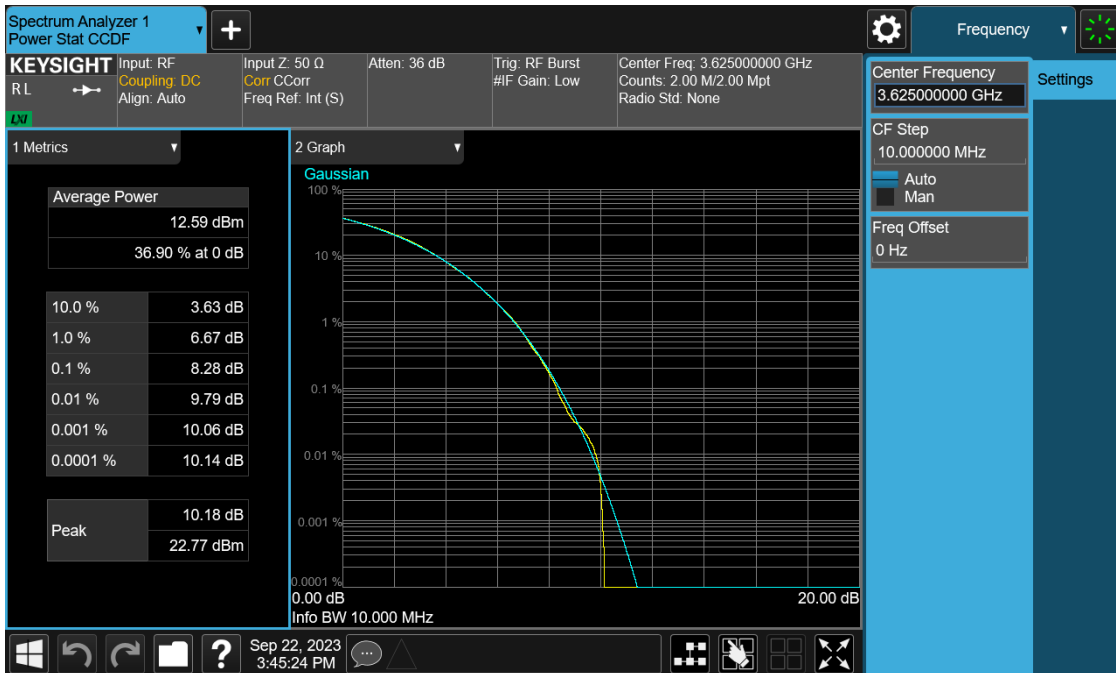 Spectrum Analyzer 1
Power Stat CCDF
+
Frequency
KEYSIGHT
R L
LXI
Input: RF
Coupling: DC
Align: Auto
Input Z: 50 Ω
Corr CCorr
Freq Ref: Int (S)
Atten: 36 dB
Trig: RF Burst
#IF Gain: Low
Center Freq: 3.625000000 GHz
Counts: 2.00 M/2.00 Mpt
Radio Std: None
Center Frequency
3.625000000 GHz
Settings
CF Step
10.000000 MHz
Auto
Man
Freq Offset
0 Hz
1 Metrics
Average Power
12.59 dBm
36.90 % at 0 dB
10.0 % 3.63 dB
1.0 % 6.67 dB
0.1 % 8.28 dB
0.01 % 9.79 dB
0.001 % 10.06 dB
0.0001 % 10.14 dB
Peak 10.18 dB
22.77 dBm
2 Graph
Gaussian
100 %
10 %
1 %
0.1 %
0.01 %
0.001 %
0.0001 %
0.00 dB 20.00 dB
Info BW 10.000 MHz
?
Sep 22, 2023
3:45:24 PM